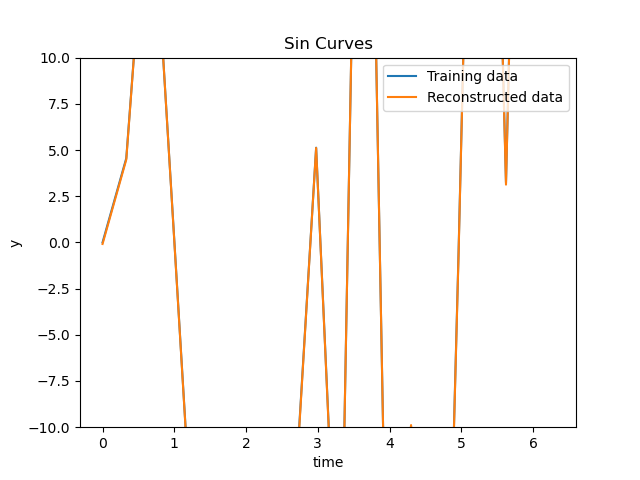 Sin Curves
Training data
Reconstructed data
y
10.0
7.5
5.0
2.5
0.0
−2.5
−5.0
−7.5
−10.0
0 1 2 3 4 5 6
time